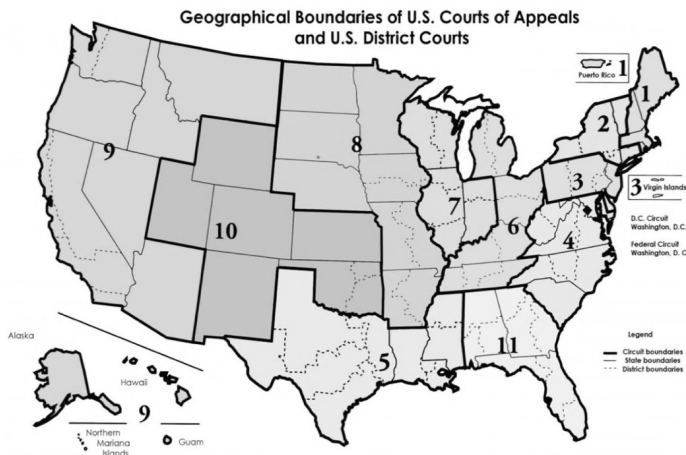 Geographical Boundaries of U.S. Courts of Appeals
and U.S. District Courts
1
Puerto Rico
1
2
9
8
3
3
Virgin Islands
7
10
6
4
D.C. Circuit
Washington, D.C.
Federal Circuit
Washington, D. C
Alaska
11
5
Legend
Circuit boundaries
State boundaries
District boundaries
Hawaii
9
Northern
Mariana
Islands
Guam